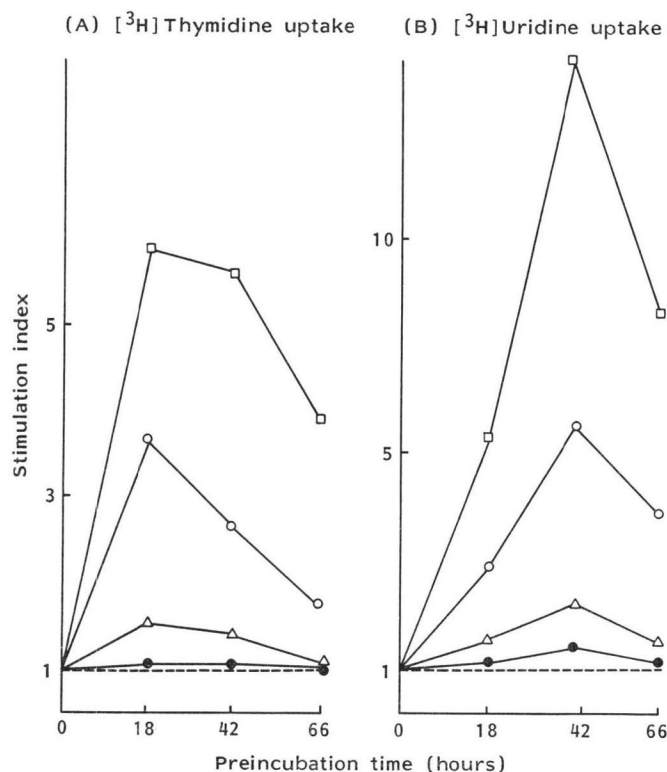 (A) [³H]Thymidine uptake
(B) [³H]Uridine uptake
Stimulation index
5
3
1
0 18 42 66
10
5
1
0 18 42 66
Preincubation time (hours)